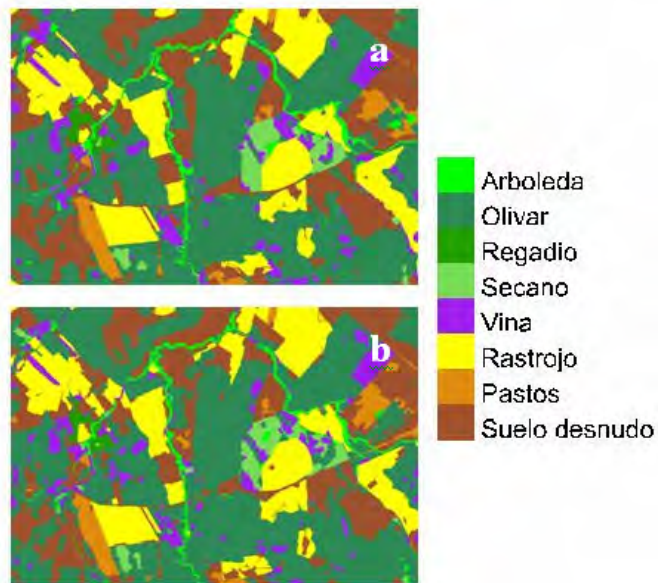 a
b
Arboleda
Olivar
Regadio
Secano
Vina
Rastrojo
Pastos
Suelo desnudo